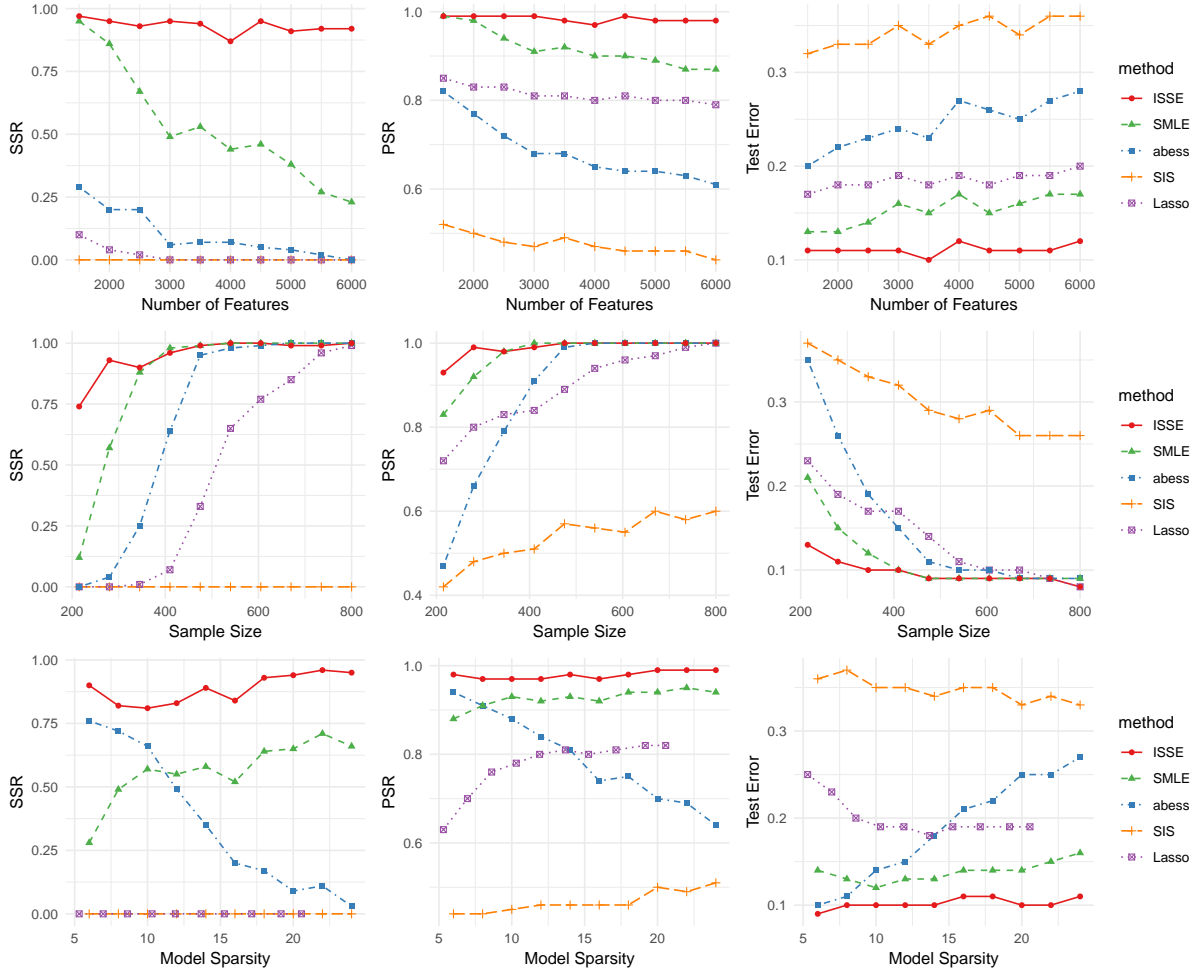 SSR
1.00
0.75
0.50
0.25
0.00
2000 3000 4000 5000 6000
Number of Features
PSR
1.0
0.8
0.6
2000 3000 4000 5000 6000
Number of Features
Test Error
0.3
0.2
0.1
2000 3000 4000 5000 6000
Number of Features
method
ISSE
SMLE
abess
SIS
Lasso
SSR
1.00
0.75
0.50
0.25
0.00
200 400 600 800
Sample Size
PSR
1.0
0.8
0.6
0.4
200 400 600 800
Sample Size
Test Error
0.3
0.2
0.1
200 400 600 800
Sample Size
method
ISSE
SMLE
abess
SIS
Lasso
SSR
1.00
0.75
0.50
0.25
0.00
5 10 15 20
Model Sparsity
PSR
1.0
0.8
0.6
5 10 15 20
Model Sparsity
Test Error
0.3
0.2
0.1
5 10 15 20
Model Sparsity
method
ISSE
SMLE
abess
SIS
Lasso